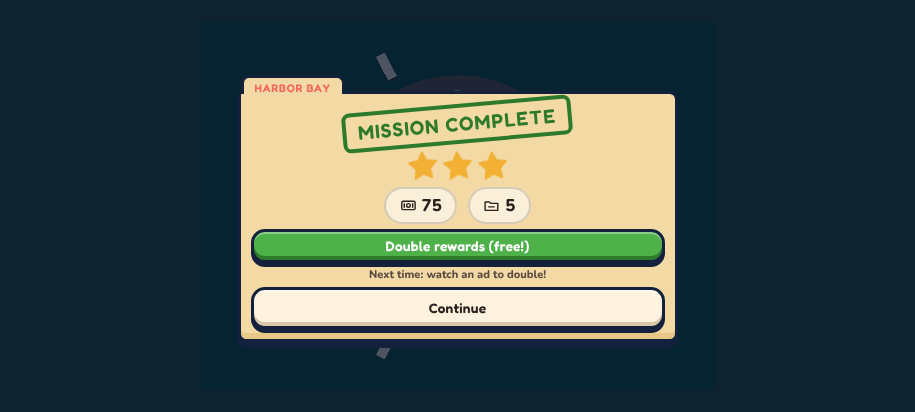 HARBOR BAY
MISSION COMPLETE
75
5
Double rewards (free!)
Next time: watch an ad to double!
Continue